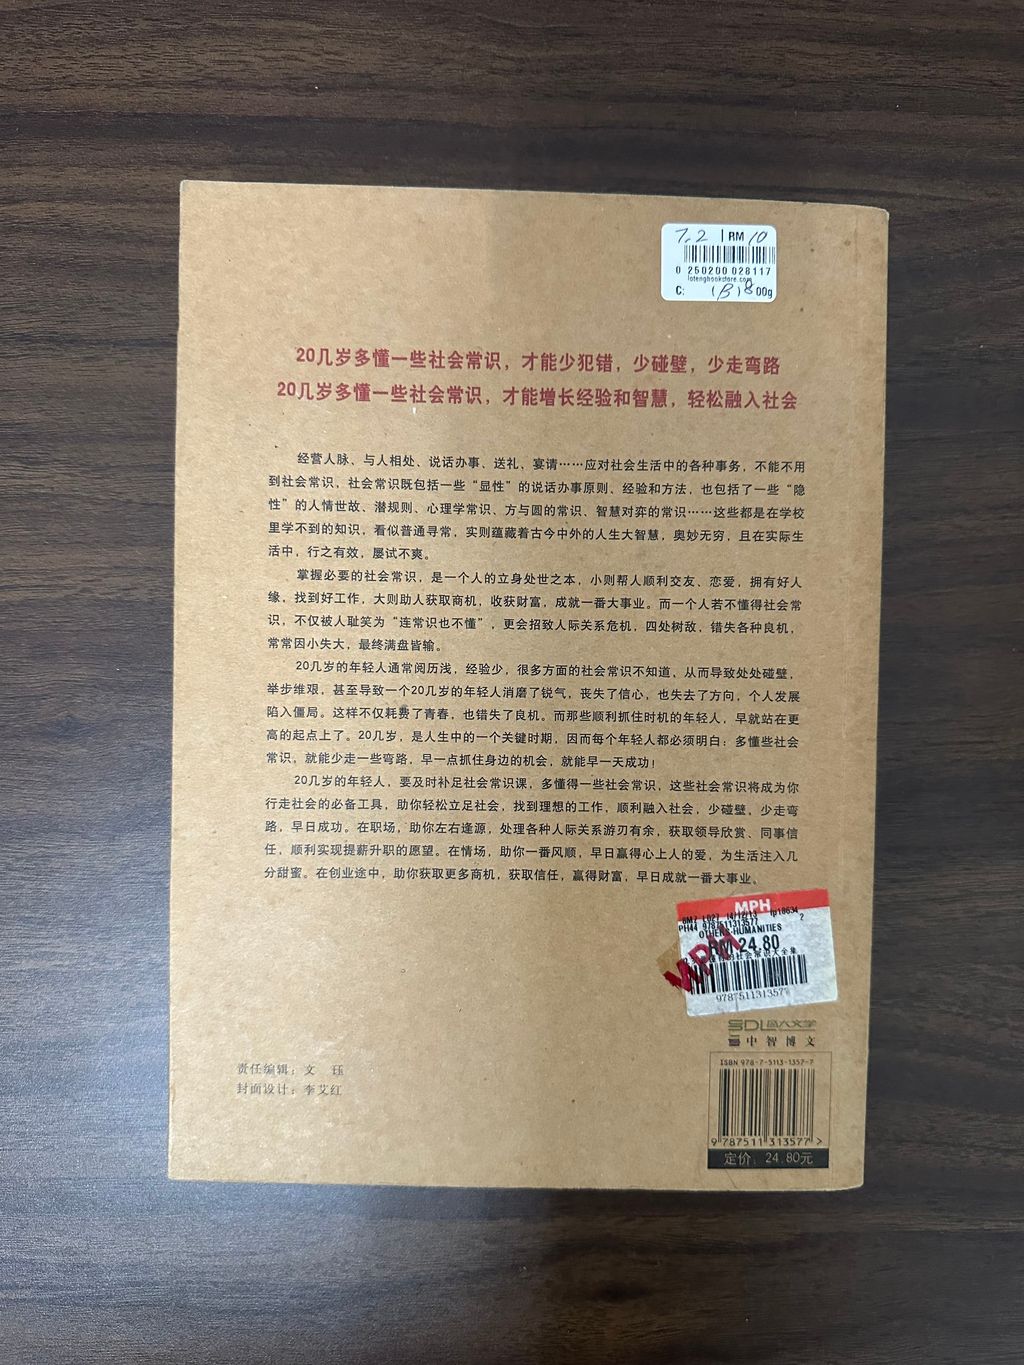 7.2 | RM 10
0 250200 028117
lotengbookstore.com
C: 00g
20几岁多懂一些社会常识，才能少犯错，少碰壁，少走弯路
20几岁多懂一些社会常识，才能增长经验和智慧，轻松融入社会
经营人脉、与人相处、说话办事、送礼、宴请……应对社会生活中的各种事务，不能不用
到社会常识，社会常识既包括一些“显性”的说话办事原则、经验和方法，也包括了一些“隐
性”的人情世故、潜规则、心理学常识、方与圆的常识、智慧对弈的常识……这些都是在学校
里学不到的知识，看似普通寻常，实则蕴藏着古今中外的人生大智慧，奥妙无穷，且在实际生
活中，行之有效，屡试不爽。
掌握必要的社会常识，是一个人的立身处世之本，小则帮人顺利交友、恋爱，拥有好人
缘，找到好工作，大则助人获取商机，收获财富，成就一番大事业。而一个人若不懂得社会常
识，不仅被人耻笑为“连常识也不懂”，更会招致人际关系危机，四处树敌，错失各种良机，
常常因小失大，最终满盘皆输。
20几岁的年轻人通常阅历浅，经验少，很多方面的社会常识不知道、从而导致处处碰壁，
举步维艰，甚至导致一个20几岁的年轻人消磨了锐气，丧失了信心，也失去了方向，个人发展
陷入僵局。这样不仅耗费了青春，也错失了良机。而那些顺利抓住时机的年轻人，早就站在更
高的起点上了。20几岁，是人生中的一个关键时期，因而每个年轻人都必须明白：多懂些社会
常识，就能少走一些弯路，早一点抓住身边的机会，就能早一天成功！
20几岁的年轻人，要及时补足社会常识课，多懂得一些社会常识，这些社会常识将成为你
行走社会的必备工具，助你轻松立足社会，找到理想的工作，顺利融入社会，少碰壁，少走弯
路，早日成功。在职场，助你左右逢源，处理各种人际关系游刃有余，获取领导欣赏、同事信
任，顺利实现提薪升职的愿望。在情场，助你一番风顺，早日赢得心上人的爱，为生活注入几
分甜蜜。在创业途中，助你获取更多商机，获取信任，赢得财富，早日成就一番大事业。
MPH
14/12/13 rp18634 2
PH44 9787511313577
OTHERS-HUMANITIES
RM 24.80
的社会常识大全集
MPH
9787511313577
SDL 人文学
中智博文
责任编辑：文 钰
封面设计：李艾红
ISBN 978-7-5113-1357-7
9 787511 313577 >
定价：24.80元